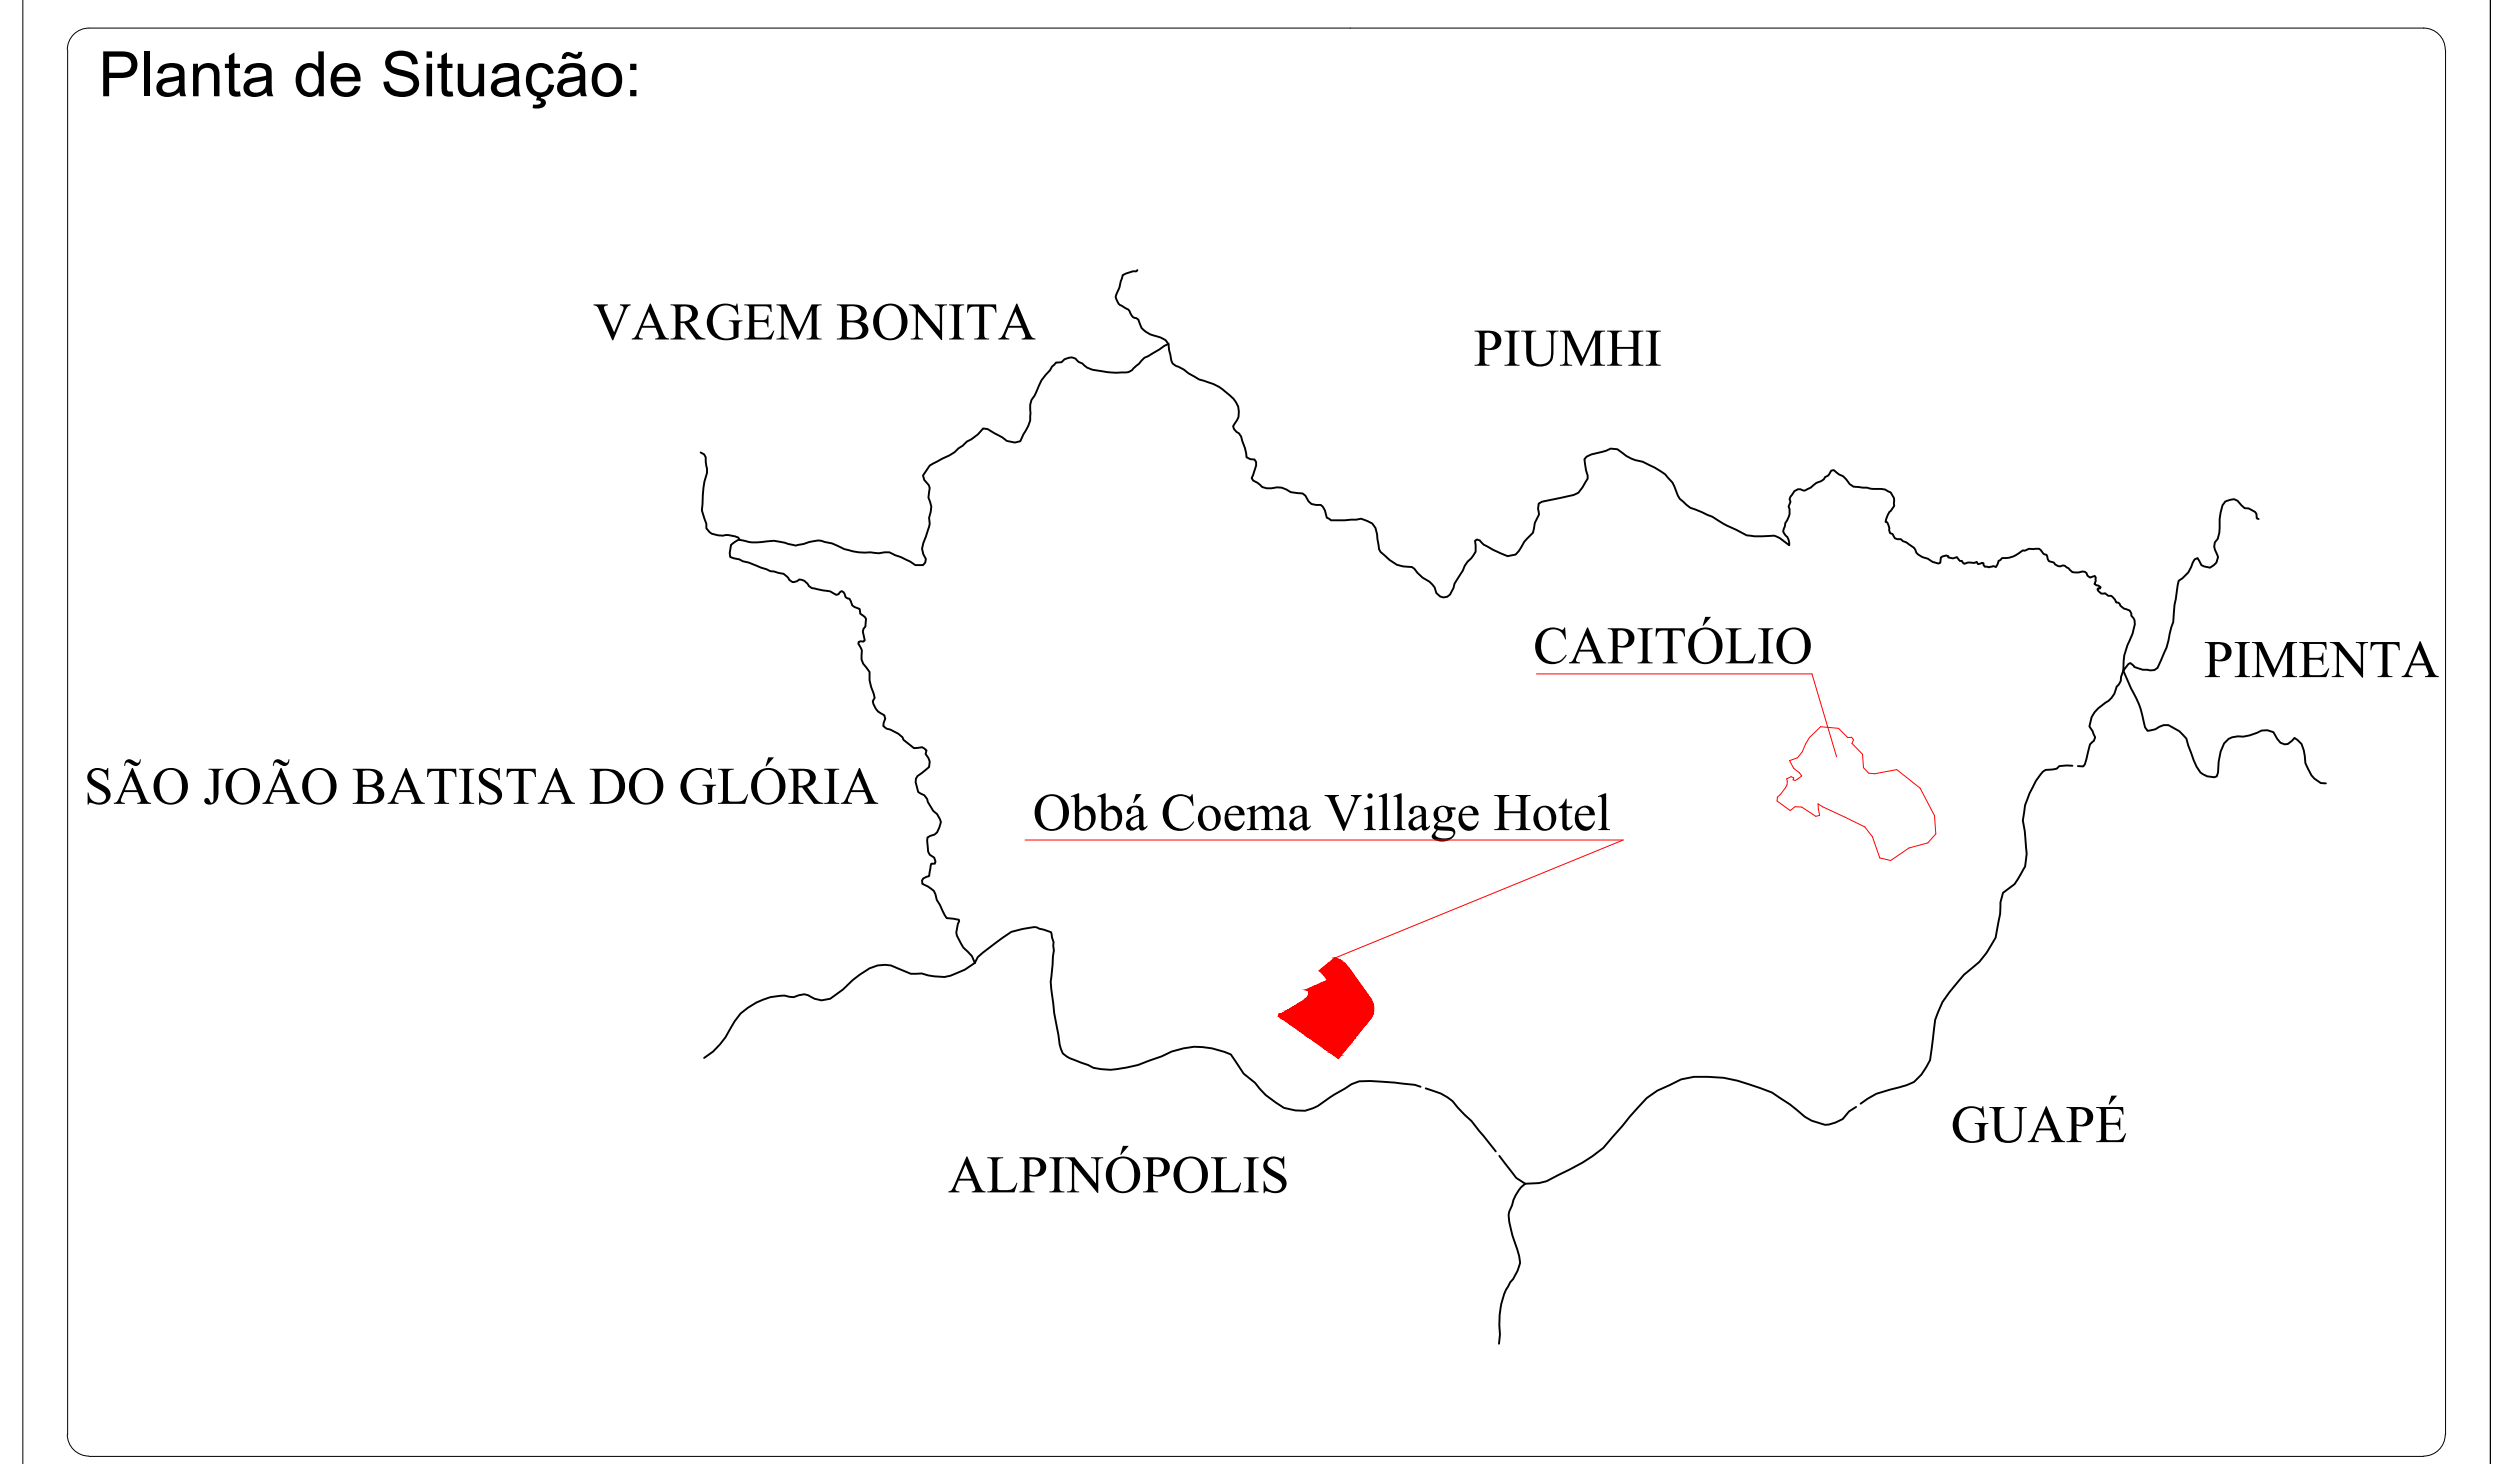 Planta de Situação:
VARGEM BONITA
PIUMHI
CAPITÓLIO
PIMENTA
SÃO JOÃO BATISTA DO GLÓRIA
Obbá Coema Village Hotel
GUAPÉ
ALPINÓPOLIS